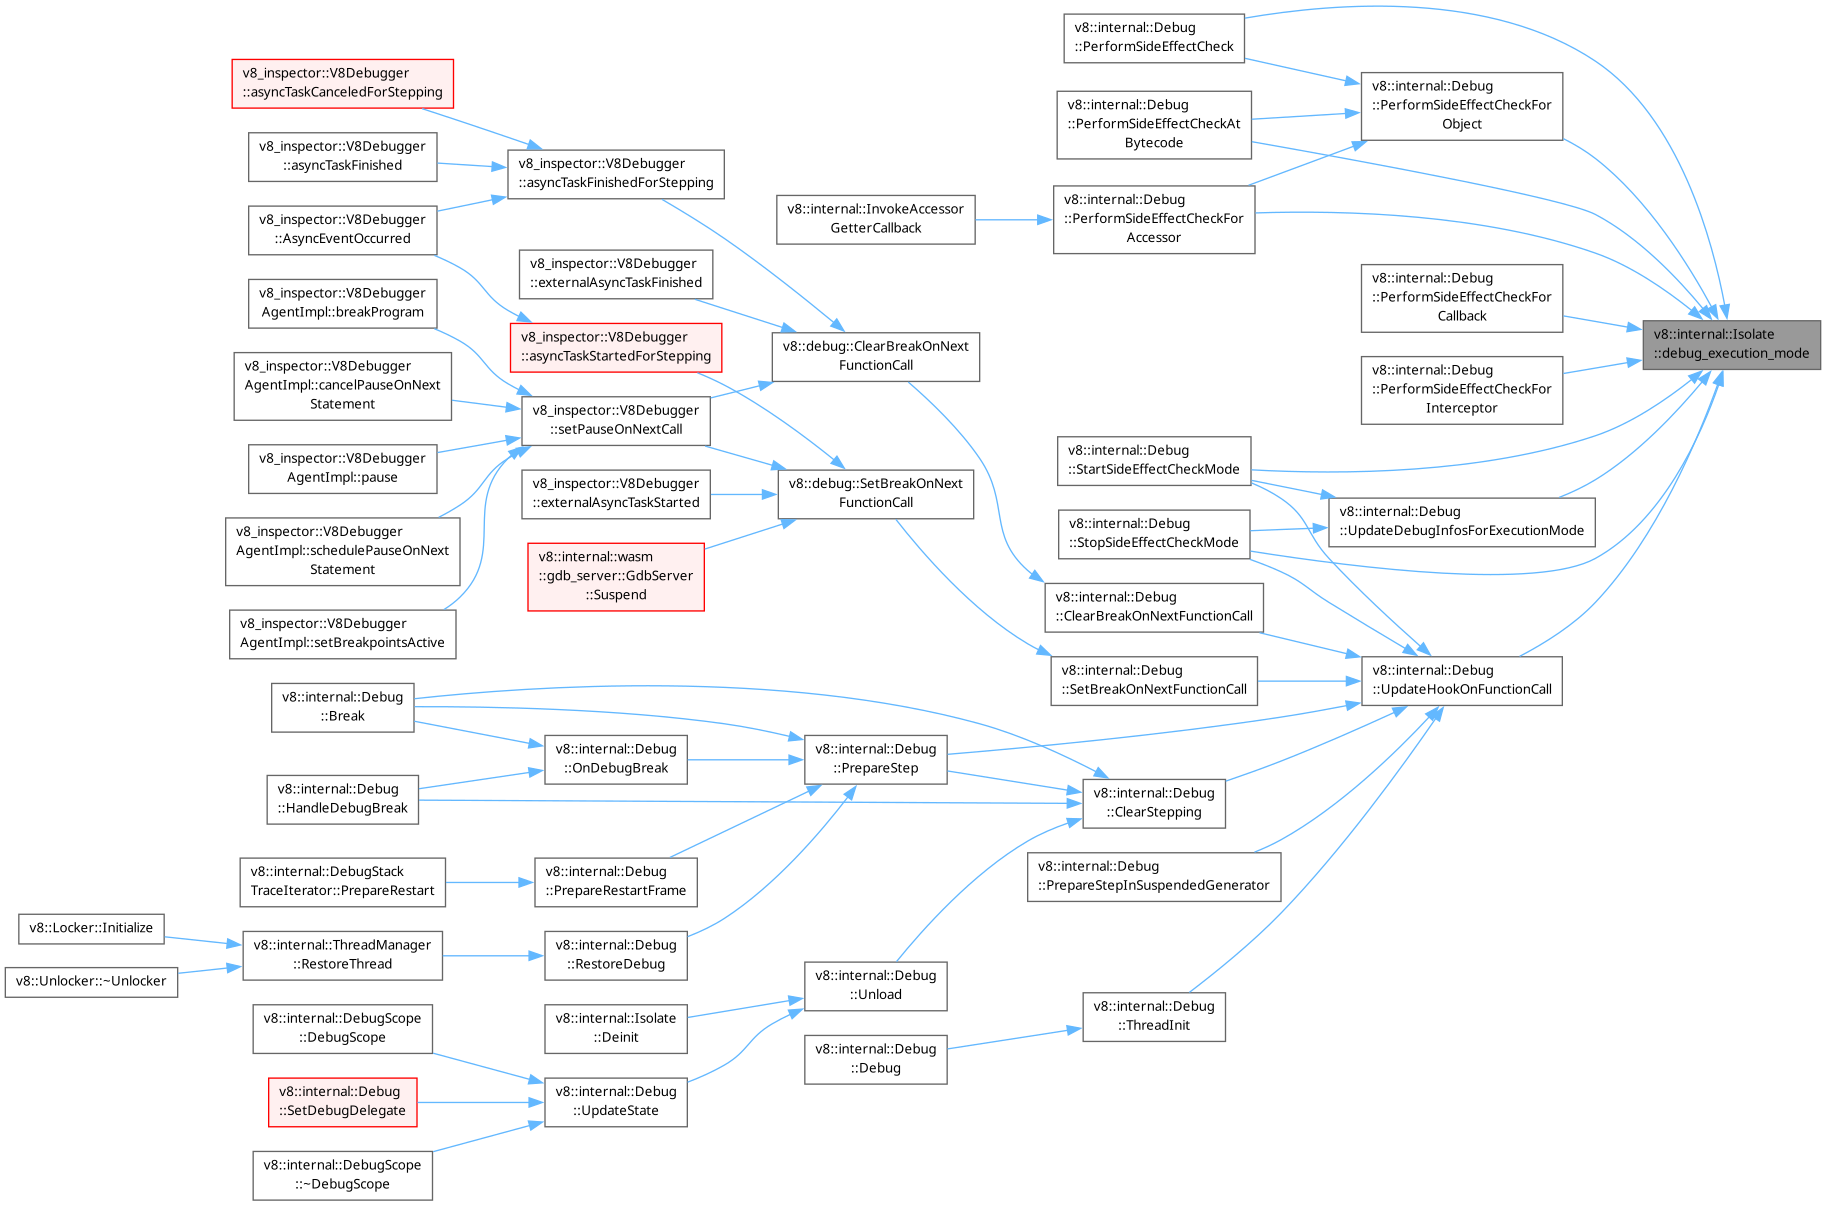 v8::internal::Debug
::PerformSideEffectCheck
v8_inspector::V8Debugger
::asyncTaskCanceledForStepping
v8::internal::Debug
::PerformSideEffectCheckFor
Object
v8::internal::Debug
::PerformSideEffectCheckAt
Bytecode
v8_inspector::V8Debugger
::asyncTaskFinished
v8_inspector::V8Debugger
::asyncTaskFinishedForStepping
v8::internal::InvokeAccessor
GetterCallback
v8::internal::Debug
::PerformSideEffectCheckFor
Accessor
v8_inspector::V8Debugger
::AsyncEventOccurred
v8_inspector::V8Debugger
::externalAsyncTaskFinished
v8::internal::Debug
::PerformSideEffectCheckFor
Callback
v8_inspector::V8Debugger
AgentImpl::breakProgram
v8_inspector::V8Debugger
::asyncTaskStartedForStepping
v8::debug::ClearBreakOnNext
FunctionCall
v8::internal::Isolate
::debug_execution_mode
v8_inspector::V8Debugger
AgentImpl::cancelPauseOnNext
Statement
v8::internal::Debug
::PerformSideEffectCheckFor
Interceptor
v8_inspector::V8Debugger
::setPauseOnNextCall
v8_inspector::V8Debugger
AgentImpl::pause
v8::internal::Debug
::StartSideEffectCheckMode
v8_inspector::V8Debugger
::externalAsyncTaskStarted
v8::debug::SetBreakOnNext
FunctionCall
v8::internal::Debug
::UpdateDebugInfosForExecutionMode
v8::internal::Debug
::StopSideEffectCheckMode
v8_inspector::V8Debugger
AgentImpl::schedulePauseOnNext
Statement
v8::internal::wasm
::gdb_server::GdbServer
::Suspend
v8::internal::Debug
::ClearBreakOnNextFunctionCall
v8_inspector::V8Debugger
AgentImpl::setBreakpointsActive
v8::internal::Debug
::SetBreakOnNextFunctionCall
v8::internal::Debug
::UpdateHookOnFunctionCall
v8::internal::Debug
::Break
v8::internal::Debug
::OnDebugBreak
v8::internal::Debug
::PrepareStep
v8::internal::Debug
::HandleDebugBreak
v8::internal::Debug
::ClearStepping
v8::internal::DebugStack
TraceIterator::PrepareRestart
v8::internal::Debug
::PrepareRestartFrame
v8::internal::Debug
::PrepareStepInSuspendedGenerator
v8::Locker::Initialize
v8::internal::ThreadManager
::RestoreThread
v8::internal::Debug
::RestoreDebug
v8::Unlocker::~Unlocker
v8::internal::Debug
::Unload
v8::internal::Debug
::ThreadInit
v8::internal::DebugScope
::DebugScope
v8::internal::Isolate
::Deinit
v8::internal::Debug
::Debug
v8::internal::Debug
::SetDebugDelegate
v8::internal::Debug
::UpdateState
v8::internal::DebugScope
::~DebugScope